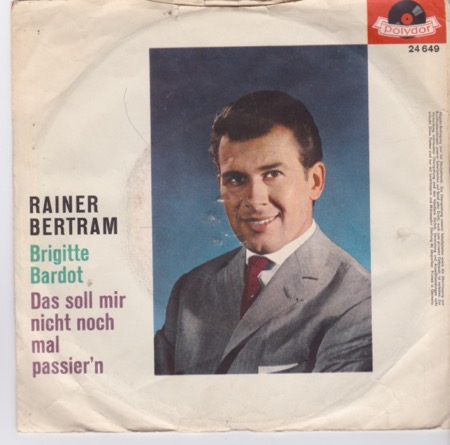 polydor
24 649
RAINER
BERTRAM
Brigitte
Bardot
Das soll mir
nicht noch
mal
passier'n